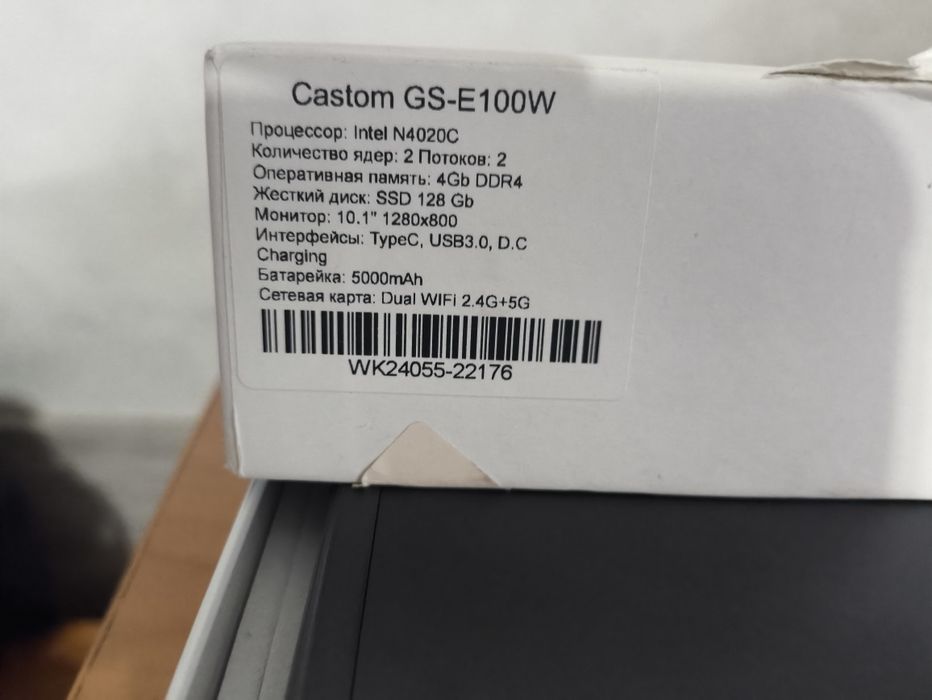 Castom GS-E100W
Процессор: Intel N4020C
Количество ядер: 2 Потоков: 2
Оперативная память: 4Gb DDR4
Жесткий диск: SSD 128 Gb
Монитор: 10.1" 1280x800
Интерфейсы: TypeC, USB3.0, D.C
Charging
Батарейка: 5000mAh
Сетевая карта: Dual WIFi 2.4G+5G
WK24055-22176